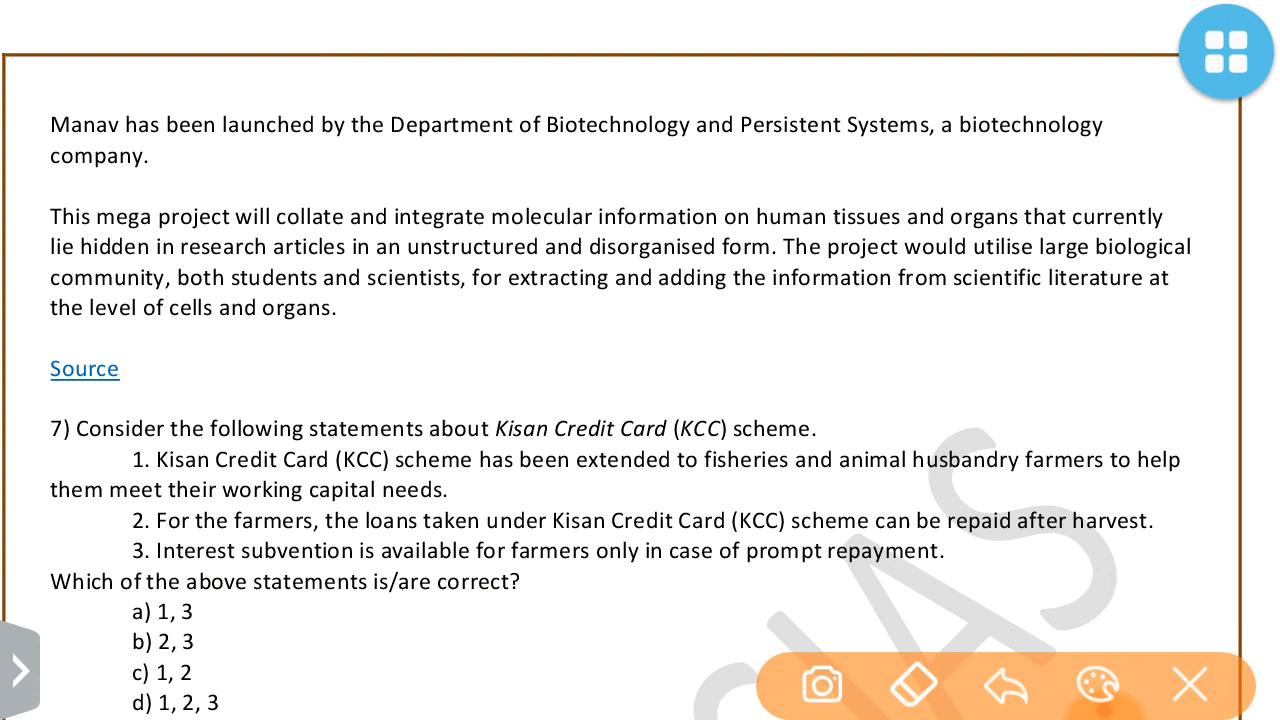 Manav has been launched by the Department of Biotechnology and Persistent Systems, a biotechnology
company.
This mega project will collate and integrate molecular information on human tissues and organs that currently
lie hidden in research articles in an unstructured and disorganised form. The project would utilise large biological
community, both students and scientists, for extracting and adding the information from scientific literature at
the level of cells and organs.
Source
7) Consider the following statements about Kisan Credit Card (KCC) scheme.
1. Kisan Credit Card (KCC) scheme has been extended to fisheries and animal husbandry farmers to help
them meet their working capital needs.
2. For the farmers, the loans taken under Kisan Credit Card (KCC) scheme can be repaid after harvest.
3. Interest subvention is available for farmers only in case of prompt repayment.
Which of the above statements is/are correct?
a) 1, 3
b) 2, 3
c) 1, 2
d) 1, 2, 3